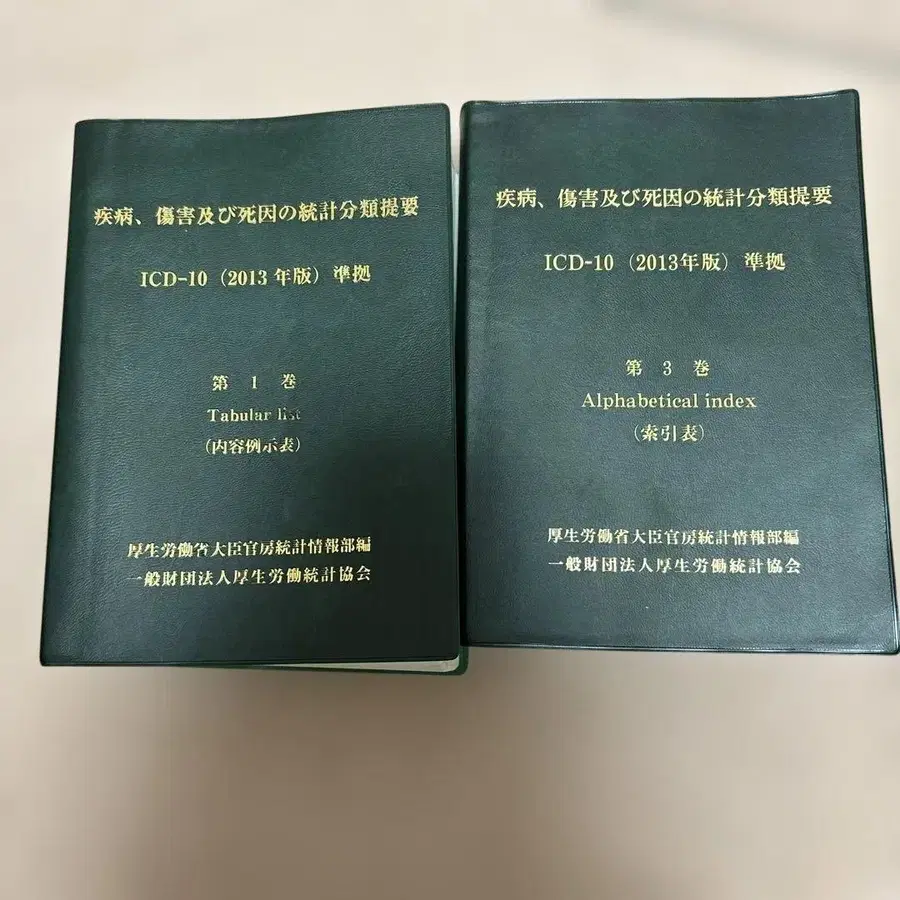 疾病、傷害及び死因の統計分類提要
ICD-10（2013年版）準拠
第 1 巻
Tabular list
（内容例示表）
厚生労働省大臣官房統計情報部編
一般財団法人厚生労働統計協会
疾病、傷害及び死因の統計分類提要
ICD-10（2013年版）準拠
第 3 巻
Alphabetical index
（索引表）
厚生労働省大臣官房統計情報部編
一般財団法人厚生労働統計協会